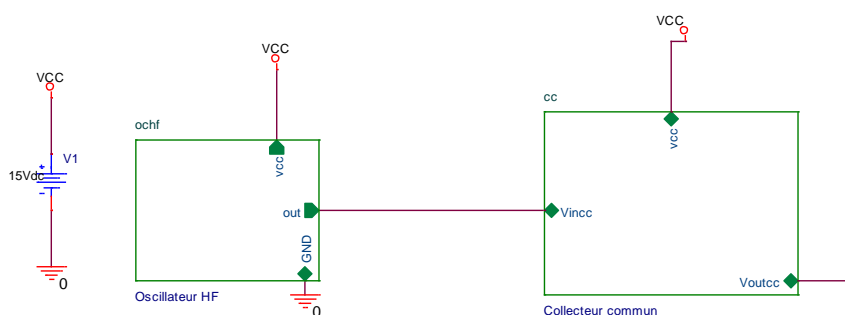 VCC
VCC
VCC
cc
ochf
V1
15Vdc
vcc
vcc
out
Vincc
GND
Voutcc
0
Oscillateur HF
0
Collecteur commun